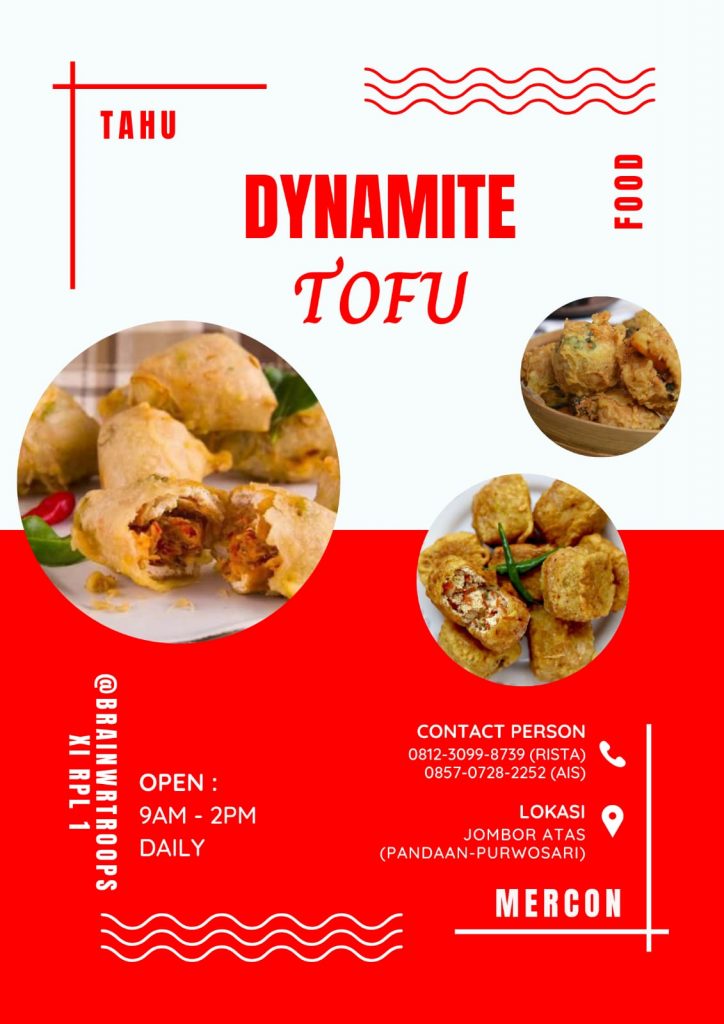 TAHU
FOOD
DYNAMITE
TOFU
@BRAINWRTROOPS
XI RPL 1
OPEN :
9AM - 2PM
DAILY
CONTACT PERSON
0812-3099-8739 (RISTA)
0857-0728-2252 (AIS)
LOKASI
JOMBOR ATAS
(PANDAAN-PURWOSARI)
MERCON